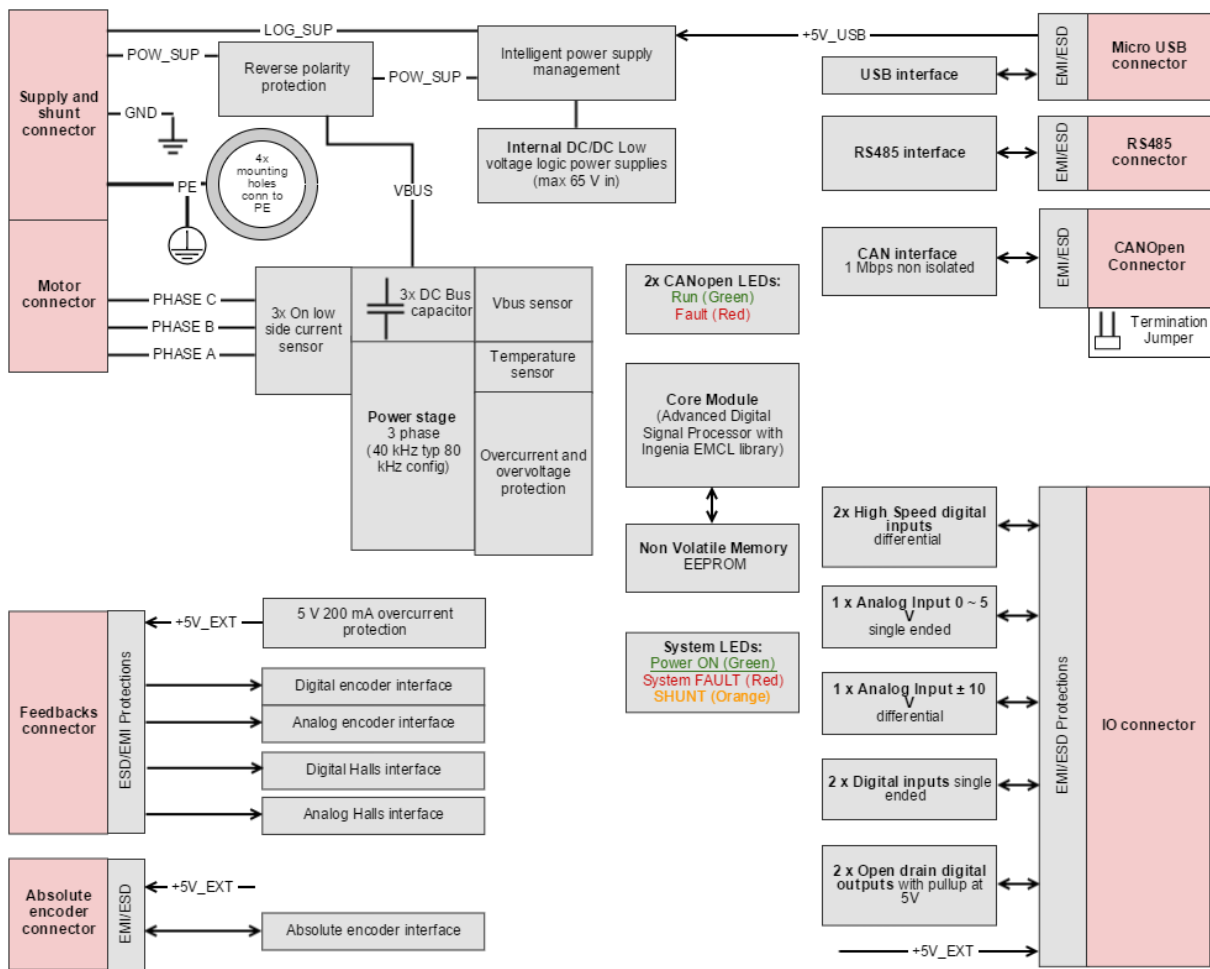 LOG_SUP
POW_SUP
Reverse polarity
protection
POW_SUP
Intelligent power supply
management
+5V_USB
USB interface
EMI/ESD
Micro USB
connector
Supply and
shunt
connector
GND
PE
4x
mounting
holes
conn to
PE
VBUS
Internal DC/DC Low
voltage logic power supplies
(max 65 V in)
RS485 interface
EMI/ESD
RS485
connector
CAN interface
1 Mbps non isolated
EMI/ESD
CANOpen
Connector
Termination
Jumper
Motor
connector
PHASE C
PHASE B
PHASE A
3x On low
side current
sensor
3x DC Bus
capacitor
Vbus sensor
Temperature
sensor
Power stage
3 phase
(40 kHz typ 80
kHz config)
Overcurrent and
overvoltage
protection
2x CANopen LEDs:
Run (Green)
Fault (Red)
Core Module
(Advanced Digital
Signal Processor with
Ingenia EMCL library)
Non Volatile Memory
EEPROM
System LEDs:
Power ON (Green)
System FAULT (Red)
SHUNT (Orange)
2x High Speed digital
inputs
differential
1 x Analog Input 0 ~ 5
V
single ended
1 x Analog Input ± 10
V
differential
2 x Digital inputs single
ended
2 x Open drain digital
outputs with pullup at
5V
+5V_EXT
EMI/ESD Protections
IO connector
Feedbacks
connector
ESD/EMI Protections
+5V_EXT
5 V 200 mA overcurrent
protection
Digital encoder interface
Analog encoder interface
Digital Halls interface
Analog Halls interface
Absolute
encoder
connector
EMI/ESD
+5V_EXT
Absolute encoder interface